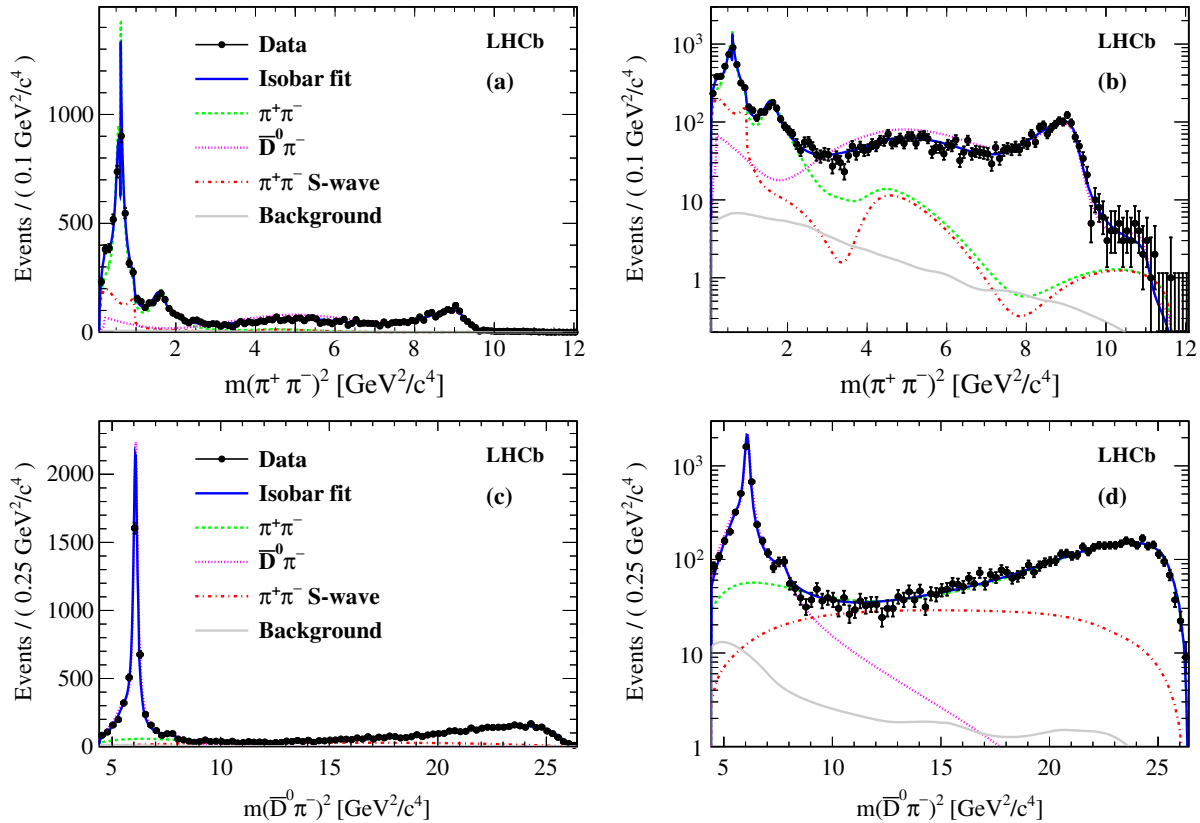 Events / ( 0.1 GeV²/c⁴)
1000
500
0
LHCb
(a)
Data
Isobar fit
π⁺π⁻
D̅⁰π⁻
π⁺π⁻ S-wave
Background
2 4 6 8 10 12
m(π⁺ π⁻)² [GeV²/c⁴]
Events / ( 0.1 GeV²/c⁴)
10³
10²
10
1
LHCb
(b)
2 4 6 8 10 12
m(π⁺ π⁻)² [GeV²/c⁴]
Events / ( 0.25 GeV²/c⁴)
2000
1500
1000
500
0
LHCb
(c)
Data
Isobar fit
π⁺π⁻
D̅⁰π⁻
π⁺π⁻ S-wave
Background
5 10 15 20 25
m(D̅⁰π⁻)² [GeV²/c⁴]
Events / ( 0.25 GeV²/c⁴)
10³
10²
10
1
LHCb
(d)
5 10 15 20 25
m(D̅⁰π⁻)² [GeV²/c⁴]